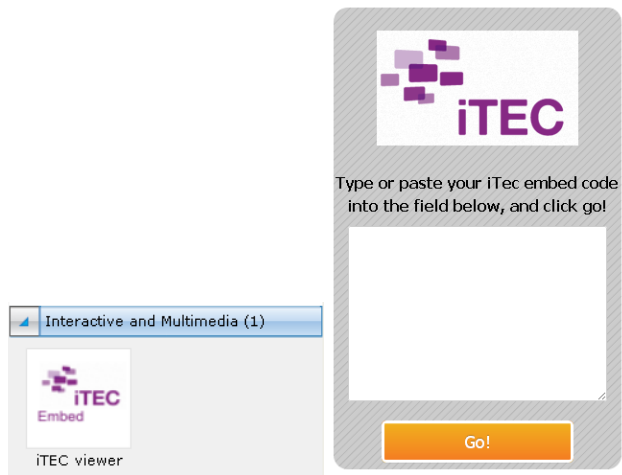 Interactive and Multimedia (1)
iTEC
Embed
iTEC viewer
iTEC
Type or paste your iTec embed code
into the field below, and click go!
Go!